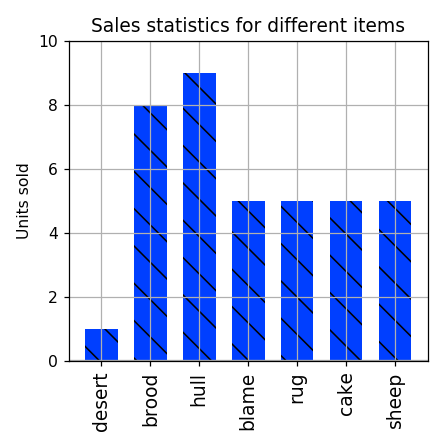 Sales statistics for different items
Units sold
10
8
6
4
2
0
desert
brood
hull
blame
rug
cake
sheep